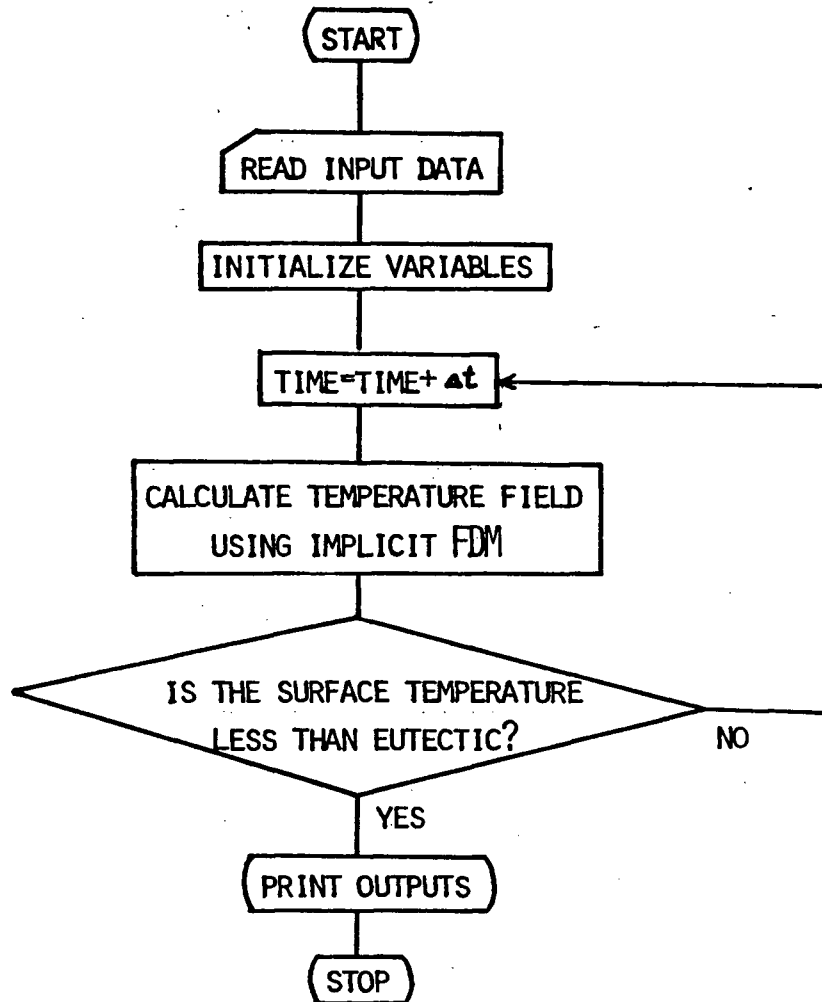 START
READ INPUT DATA
INITIALIZE VARIABLES
TIME=TIME+ Δt
CALCULATE TEMPERATURE FIELD
USING IMPLICIT FDM
IS THE SURFACE TEMPERATURE
LESS THAN EUTECTIC?
NO
YES
PRINT OUTPUTS
STOP